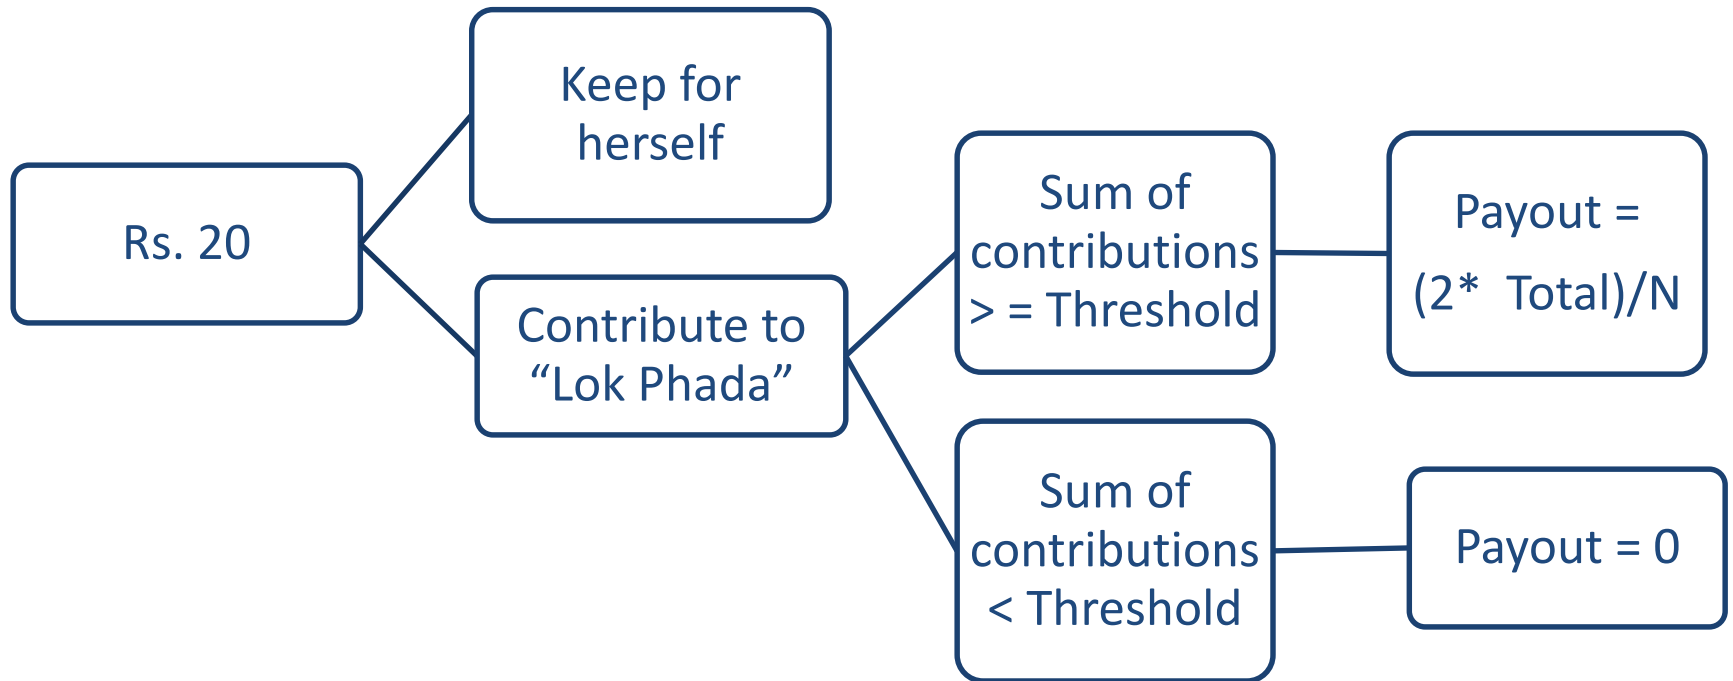 Keep for
herself
Rs. 20
Contribute to
“Lok Phada”
Sum of
contributions
> = Threshold
Payout =
(2*  Total)/N
Sum of
contributions
< Threshold
Payout = 0